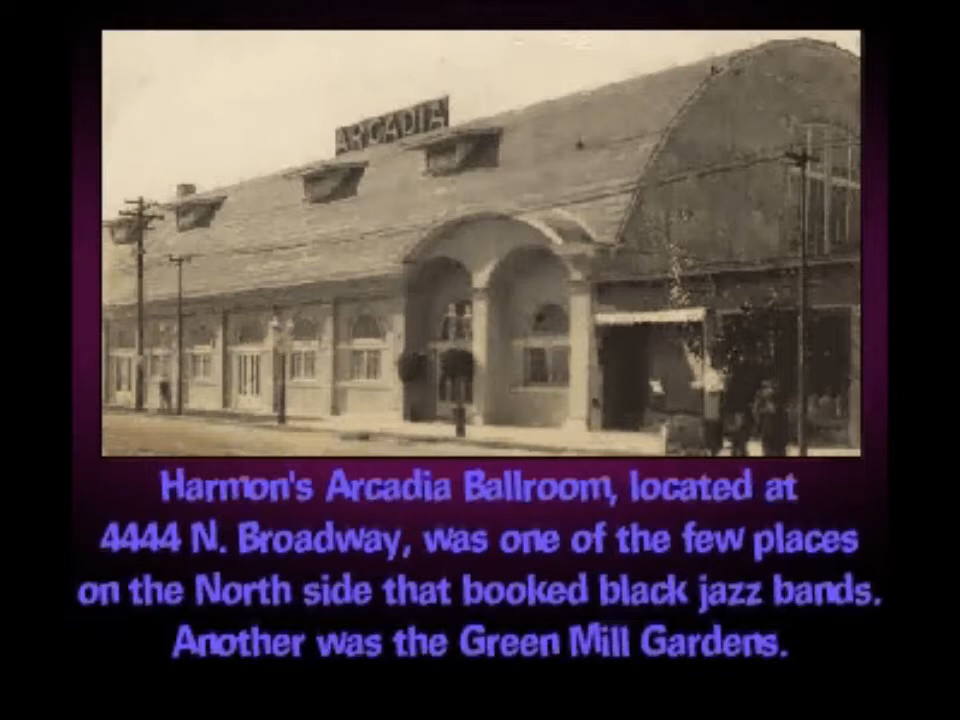 ARCADIA
Harmon's Arcadia Ballroom, located at
4444 N. Broadway, was one of the few places
on the North side that booked black jazz bands.
Another was the Green Mill Gardens.